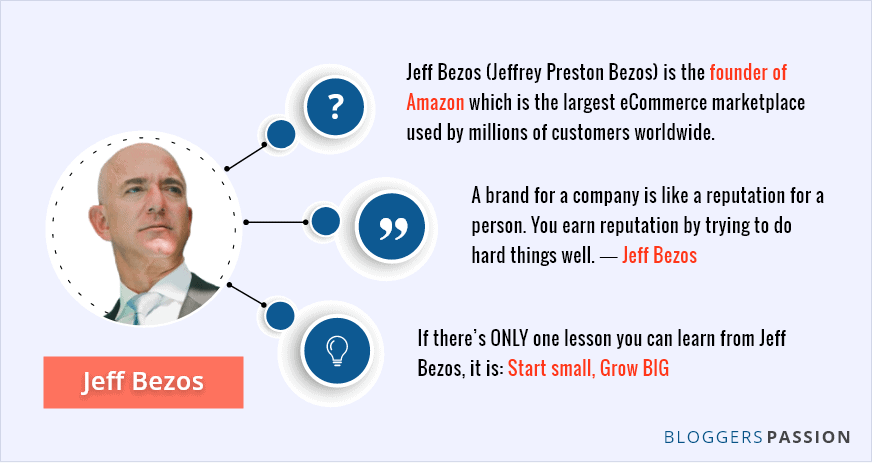 Jeff Bezos (Jeffrey Preston Bezos) is the founder of
Amazon which is the largest eCommerce marketplace
used by millions of customers worldwide.
A brand for a company is like a reputation for a
person. You earn reputation by trying to do
hard things well. — Jeff Bezos
If there's ONLY one lesson you can learn from Jeff
Bezos, it is: Start small, Grow BIG
Jeff Bezos
BLOGGERSPASSION